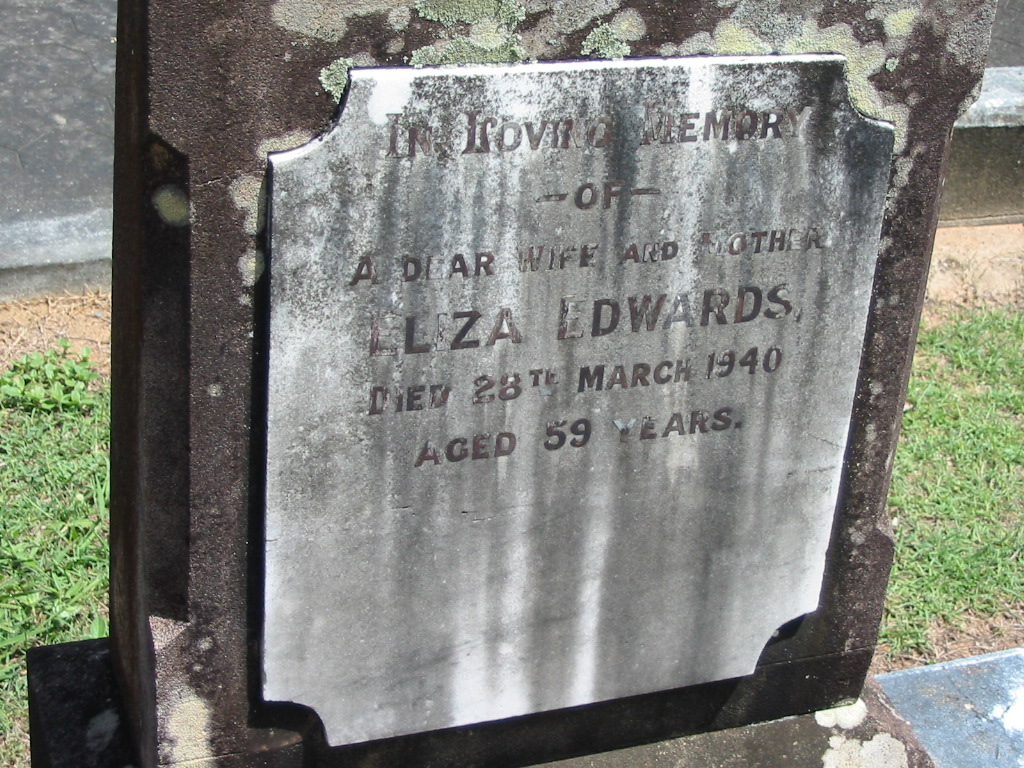 IN LOVING MEMORY
—OF—
A DEAR WIFE AND MOTHER
ELIZA EDWARDS,
DIED 28TH MARCH 1940
AGED 59 YEARS.